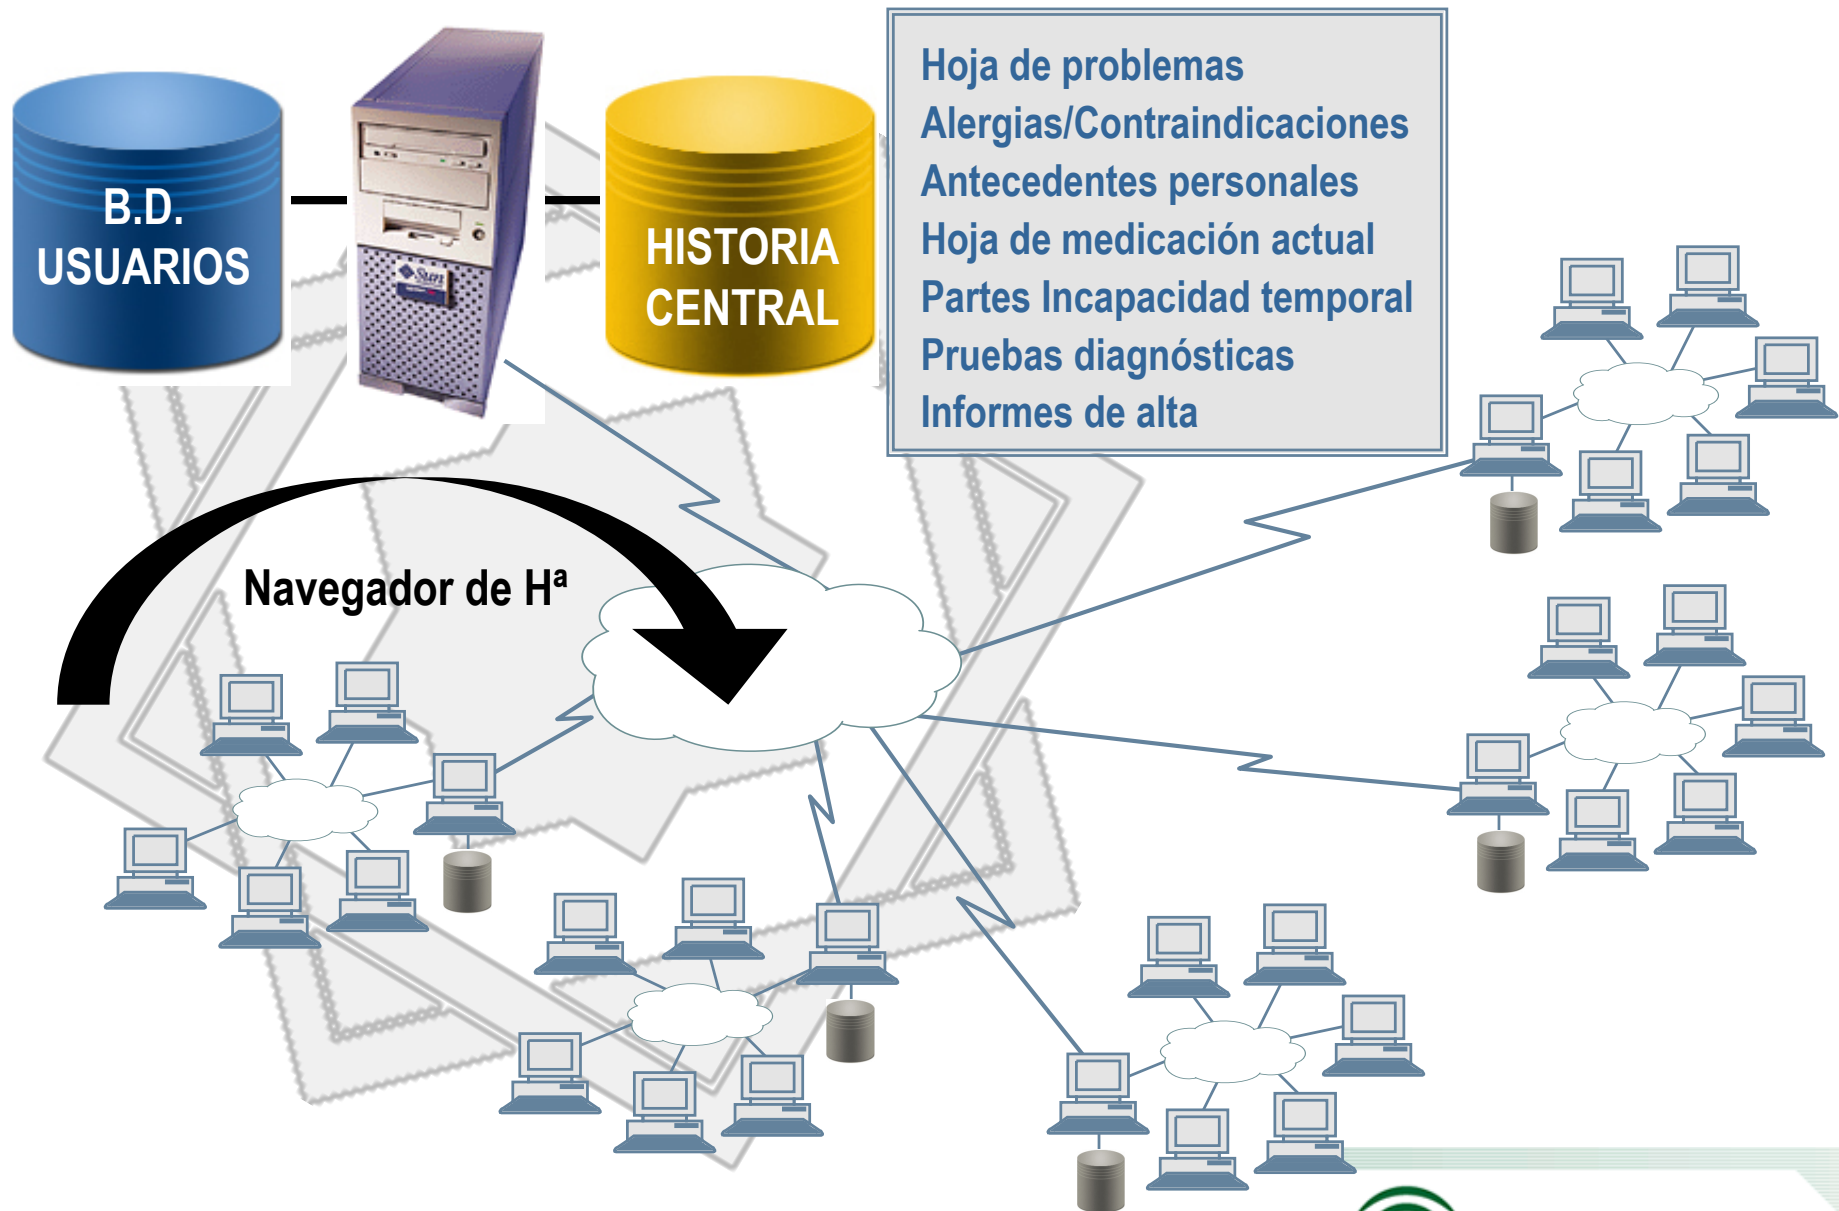 B.D.
USUARIOS
Sun
HISTORIA
CENTRAL
Hoja de problemas
Alergias/Contraindicaciones
Antecedentes personales
Hoja de medicación actual
Partes Incapacidad temporal
Pruebas diagnósticas
Informes de alta
Navegador de Hª